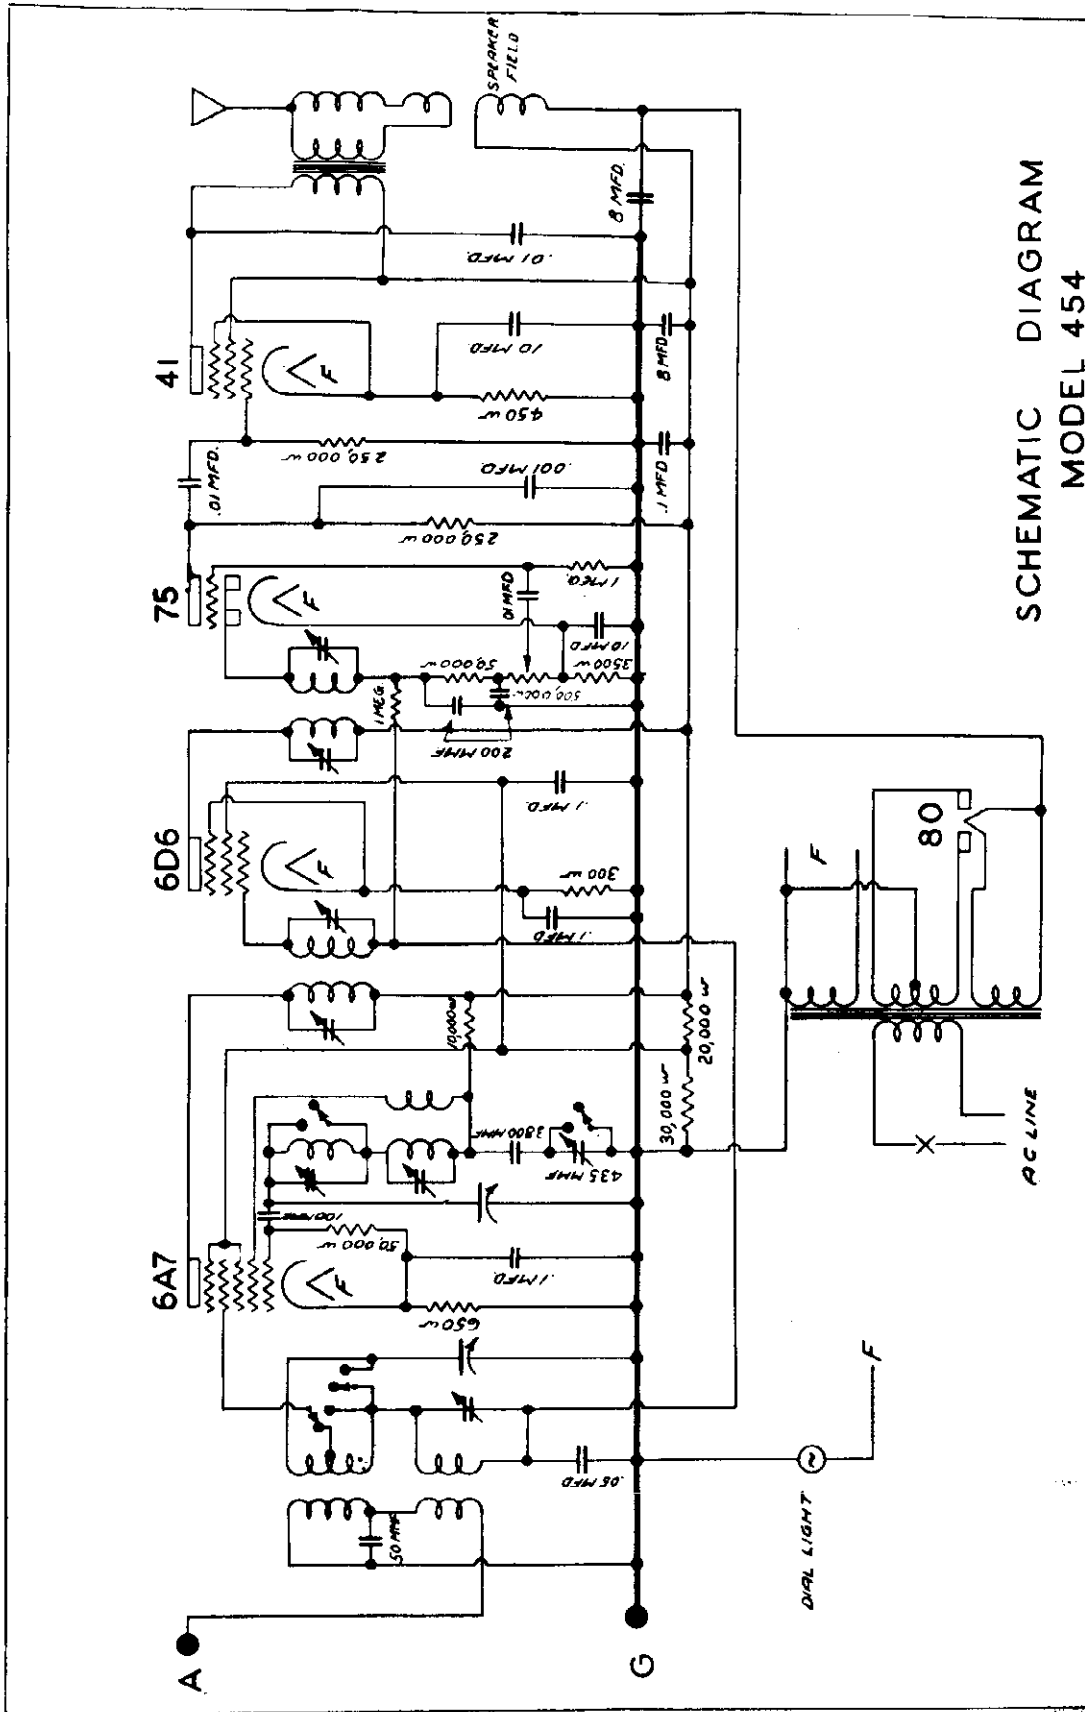 A
6A7
6D6
75
41
.01 MFD.
F
F
F
F
100 MMF
50,000 ω
1 MEG.
250,000 ω
SPEAKER
FIELD
50 MMF
650 ω
10,000 ω
250,000 ω
450 ω
.1 MFD.
3800 MMF
50,000 ω
200 MMF
.01 MFD
.001 MFD
10 MFD.
.01 MFD.
.05 MFD
435 MMF
.1 MFD
300 ω
.1 MFD.
500,000 ω
3500 ω
10 MFD
1 MEG.
8 MFD.
G
30,000 ω
20,000 ω
.1 MFD
8 MFD
DIAL LIGHT
F
F
80
AC LINE
SCHEMATIC DIAGRAM
MODEL 454